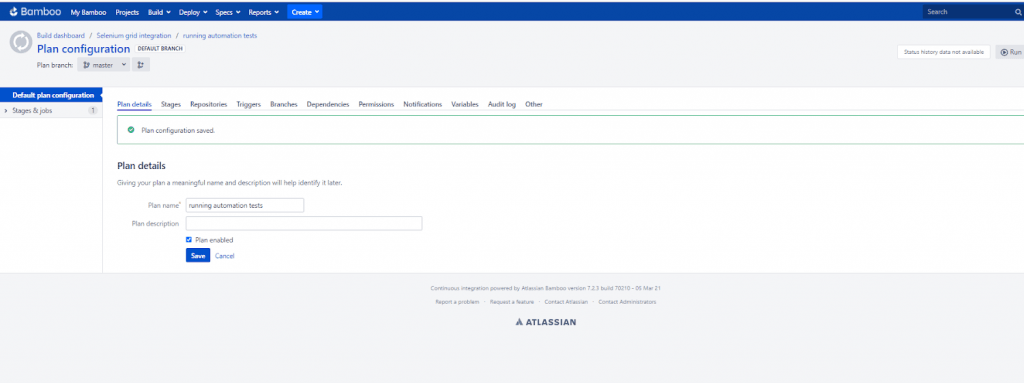 Bamboo My Bamboo Projects Build Deploy Specs Reports Create Search
Build dashboard / Selenium grid integration / running automation tests
Plan configuration DEFAULT BRANCH
Status history data not available Run
Plan branch: master
Default plan configuration
Stages & jobs 1
Plan details Stages Repositories Triggers Branches Dependencies Permissions Notifications Variables Audit log Other
Plan configuration saved.
Plan details
Giving your plan a meaningful name and description will help identify it later.
Plan name* running automation tests
Plan description
Plan enabled
Save Cancel
Continuous integration powered by Atlassian Bamboo version 7.2.3 build 70210 - 05 Mar 21
Report a problem · Request a feature · Contact Atlassian · Contact Administrators
ATLASSIAN